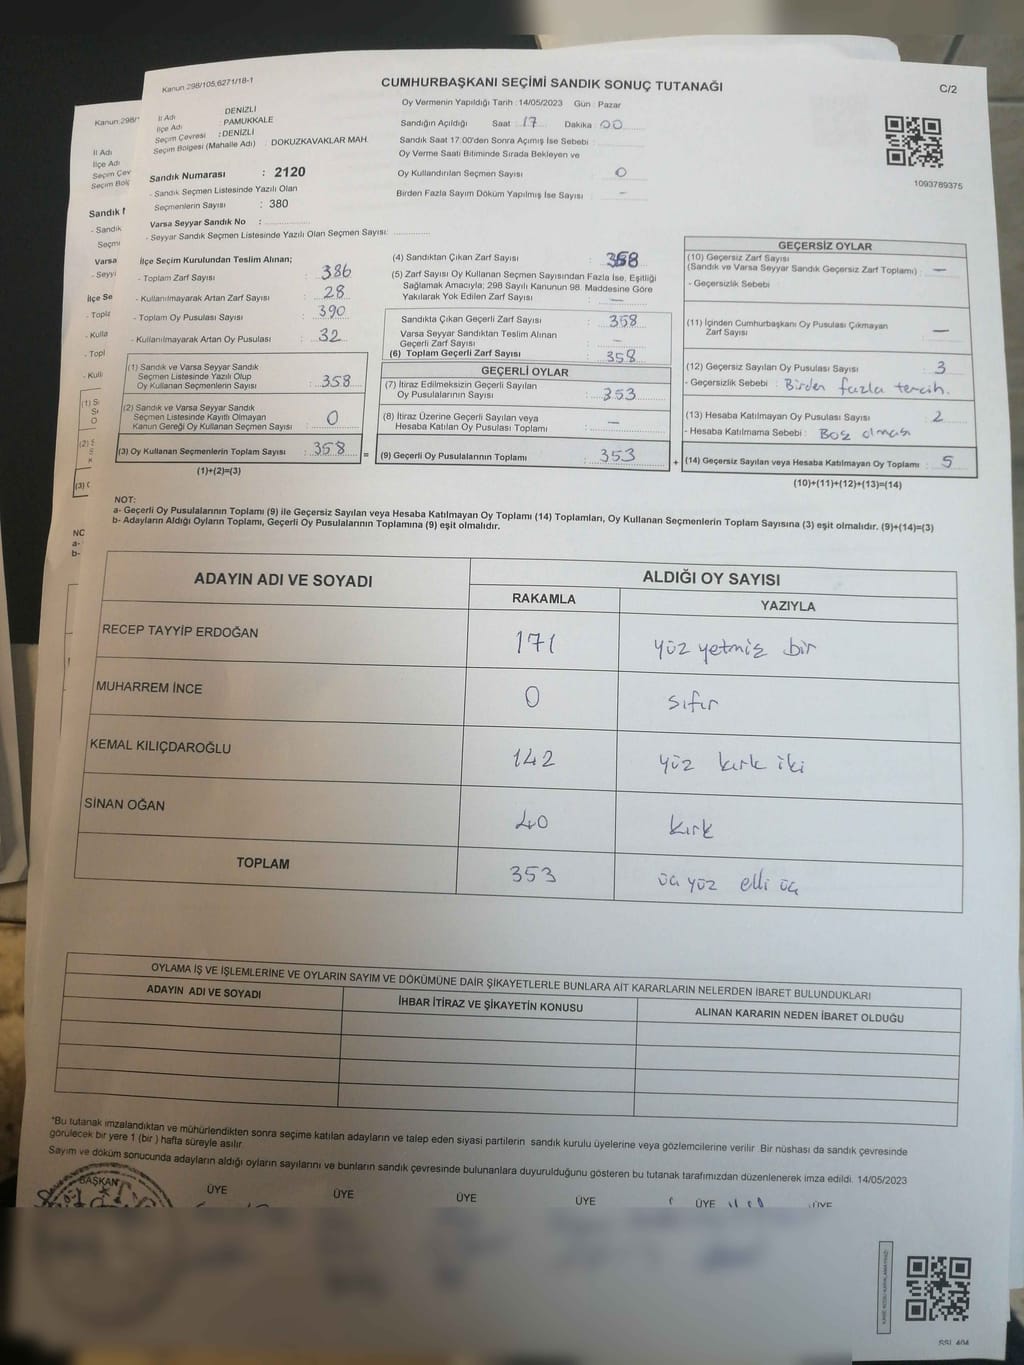 Kanun 298/105,6271/18-1
CUMHURBAŞKANI SEÇİMİ SANDIK SONUÇ TUTANAĞI
C/2
İl Adı : DENİZLİ
İlçe Adı : PAMUKKALE
Seçim Çevresi : DENİZLİ
Seçim Bölgesi (Mahalle Adı) : DOKUZKAVAKLAR MAH.
Sandık Numarası : 2120
- Sandık Seçmen Listesinde Yazılı Olan
Seçmenlerin Sayısı : 380
Varsa Seyyar Sandık No :
- Seyyar Sandık Seçmen Listesinde Yazılı Olan Seçmen Sayısı:
Oy Vermenin Yapıldığı Tarih : 14/05/2023 Gün : Pazar
Sandığın Açıldığı Saat : 17 Dakika : 00
Sandık Saat 17.00'den Sonra Açımış İse Sebebi :
Oy Verme Saati Bitiminde Sırada Bekleyen ve
Oy Kullandırılan Seçmen Sayısı : 0
Birden Fazla Sayım Döküm Yapılmış İse Sayısı : -
1093789375
İlçe Seçim Kurulundan Teslim Alınan;
- Toplam Zarf Sayısı : 386
- Kullanılmayarak Artan Zarf Sayısı : 28
- Toplam Oy Pusulası Sayısı : 390
- Kullanılmayarak Artan Oy Pusulası : 32
(1) Sandık ve Varsa Seyyar Sandık
Seçmen Listesinde Yazılı Olup
Oy Kullanan Seçmenlerin Sayısı : 358
(2) Sandık ve Varsa Seyyar Sandık
Seçmen Listesinde Kayıtlı Olmayan
Kanun Gereği Oy Kullanan Seçmen Sayısı : 0
(3) Oy Kullanan Seçmenlerin Toplam Sayısı : 358
(1)+(2)=(3)
(4) Sandıktan Çıkan Zarf Sayısı : 358
(5) Zarf Sayısı Oy Kullanan Seçmen Sayısından Fazla İse, Eşitliği
Sağlamak Amacıyla; 298 Sayılı Kanunun 98. Maddesine Göre
Yakılarak Yok Edilen Zarf Sayısı : -
Sandıkta Çıkan Geçerli Zarf Sayısı : 358
Varsa Seyyar Sandıktan Teslim Alınan
Geçerli Zarf Sayısı : -
(6) Toplam Geçerli Zarf Sayısı : 358
GEÇERLİ OYLAR
(7) İtiraz Edilmeksizin Geçerli Sayılan
Oy Pusulasının Sayısı : 353
(8) İtiraz Üzerine Geçerli Sayılan veya
Hesaba Katılan Oy Pusulası Toplamı : -
= (9) Geçerli Oy Pusulalarının Toplamı : 353
GEÇERSİZ OYLAR
(10) Geçersiz Zarf Sayısı
(Sandık ve Varsa Seyyar Sandık Geçersiz Zarf Toplamı) : -
- Geçersizlik Sebebi :
(11) İçinden Cumhurbaşkanı Oy Pusulası Çıkmayan
Zarf Sayısı : -
(12) Geçersiz Sayılan Oy Pusulası Sayısı : 3
- Geçersizlik Sebebi : Birden fazla tercih.
(13) Hesaba Katılmayan Oy Pusulası Sayısı : 2
- Hesaba Katılmama Sebebi : Boş olması
+ (14) Geçersiz Sayılan veya Hesaba Katılmayan Oy Toplamı : 5
(10)+(11)+(12)+(13)=(14)
NOT:
a- Geçerli Oy Pusulalarının Toplamı (9) ile Geçersiz Sayılan veya Hesaba Katılmayan Oy Toplamı (14) Toplamları, Oy Kullanan Seçmenlerin Toplam Sayısına (3) eşit olmalıdır. (9)+(14)=(3)
b- Adayların Aldığı Oyların Toplamı, Geçerli Oy Pusulalarının Toplamına (9) eşit olmalıdır.
ADAYIN ADI VE SOYADI
ALDIĞI OY SAYISI
RAKAMLA YAZIYLA
RECEP TAYYİP ERDOĞAN 171 yüz yetmiş bir
MUHARREM İNCE 0 sıfır
KEMAL KILIÇDAROĞLU 142 yüz kırk iki
SİNAN OĞAN 40 kırk
TOPLAM 353 üç yüz elli üç
OYLAMA İŞ VE İŞLEMLERİNE VE OYLARIN SAYIM VE DÖKÜMÜNE DAİR ŞİKAYETLERLE BUNLARA AİT KARARLARIN NELERDEN İBARET BULUNDUKLARI
ADAYIN ADI VE SOYADI
İHBAR İTİRAZ VE ŞİKAYETİN KONUSU
ALINAN KARARIN NEDEN İBARET OLDUĞU
*Bu tutanak imzalandıktan ve mühürlendikten sonra seçime katılan adayların ve talep eden siyasi partilerin sandık kurulu üyelerine veya gözlemcilerine verilir. Bir nüshası da sandık çevresinde
görülecek bir yere 1 (bir) hafta süreyle asılır.
Sayım ve döküm sonucunda adayların aldığı oyların sayılarını ve bunların sandık çevresinde bulunanlara duyurulduğunu gösteren bu tutanak tarafımızdan düzenlenerek imza edildi. 14/05/2023
BAŞKAN ÜYE ÜYE ÜYE ÜYE ÜYE ÜYE